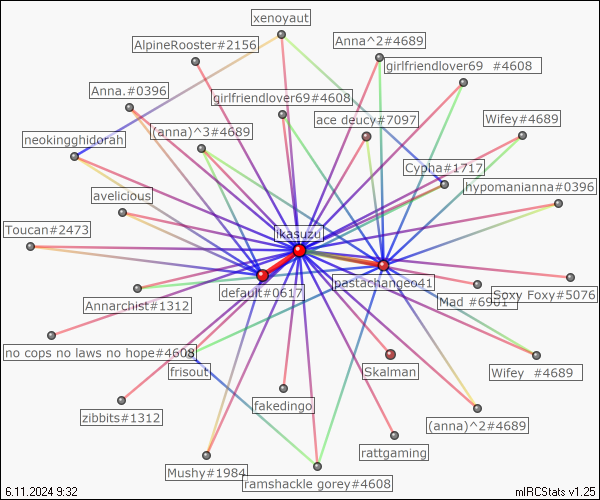 xenoyaut
AlpineRooster#2156
Anna^2#4689
girlfriendlover69 #4608
Anna.#0396
girlfriendlover69#4608
ace deucy#7097
Wifey#4689
neokingghidorah
(anna)^3#4689
Cypha#1717
hypomanianna#0396
avelicious
Toucan#2473
ikasuzu
default#0617
pastachangeo41
Annarchist#1312
Mad #6961
Soxy Foxy#5076
no cops no laws no hope#4608
frisout
Skalman
Wifey #4689
zibbits#1312
fakedingo
(anna)^2#4689
rattgaming
Mushy#1984
ramshackle gorey#4608
6.11.2024 9:32
mIRCStats v1.25